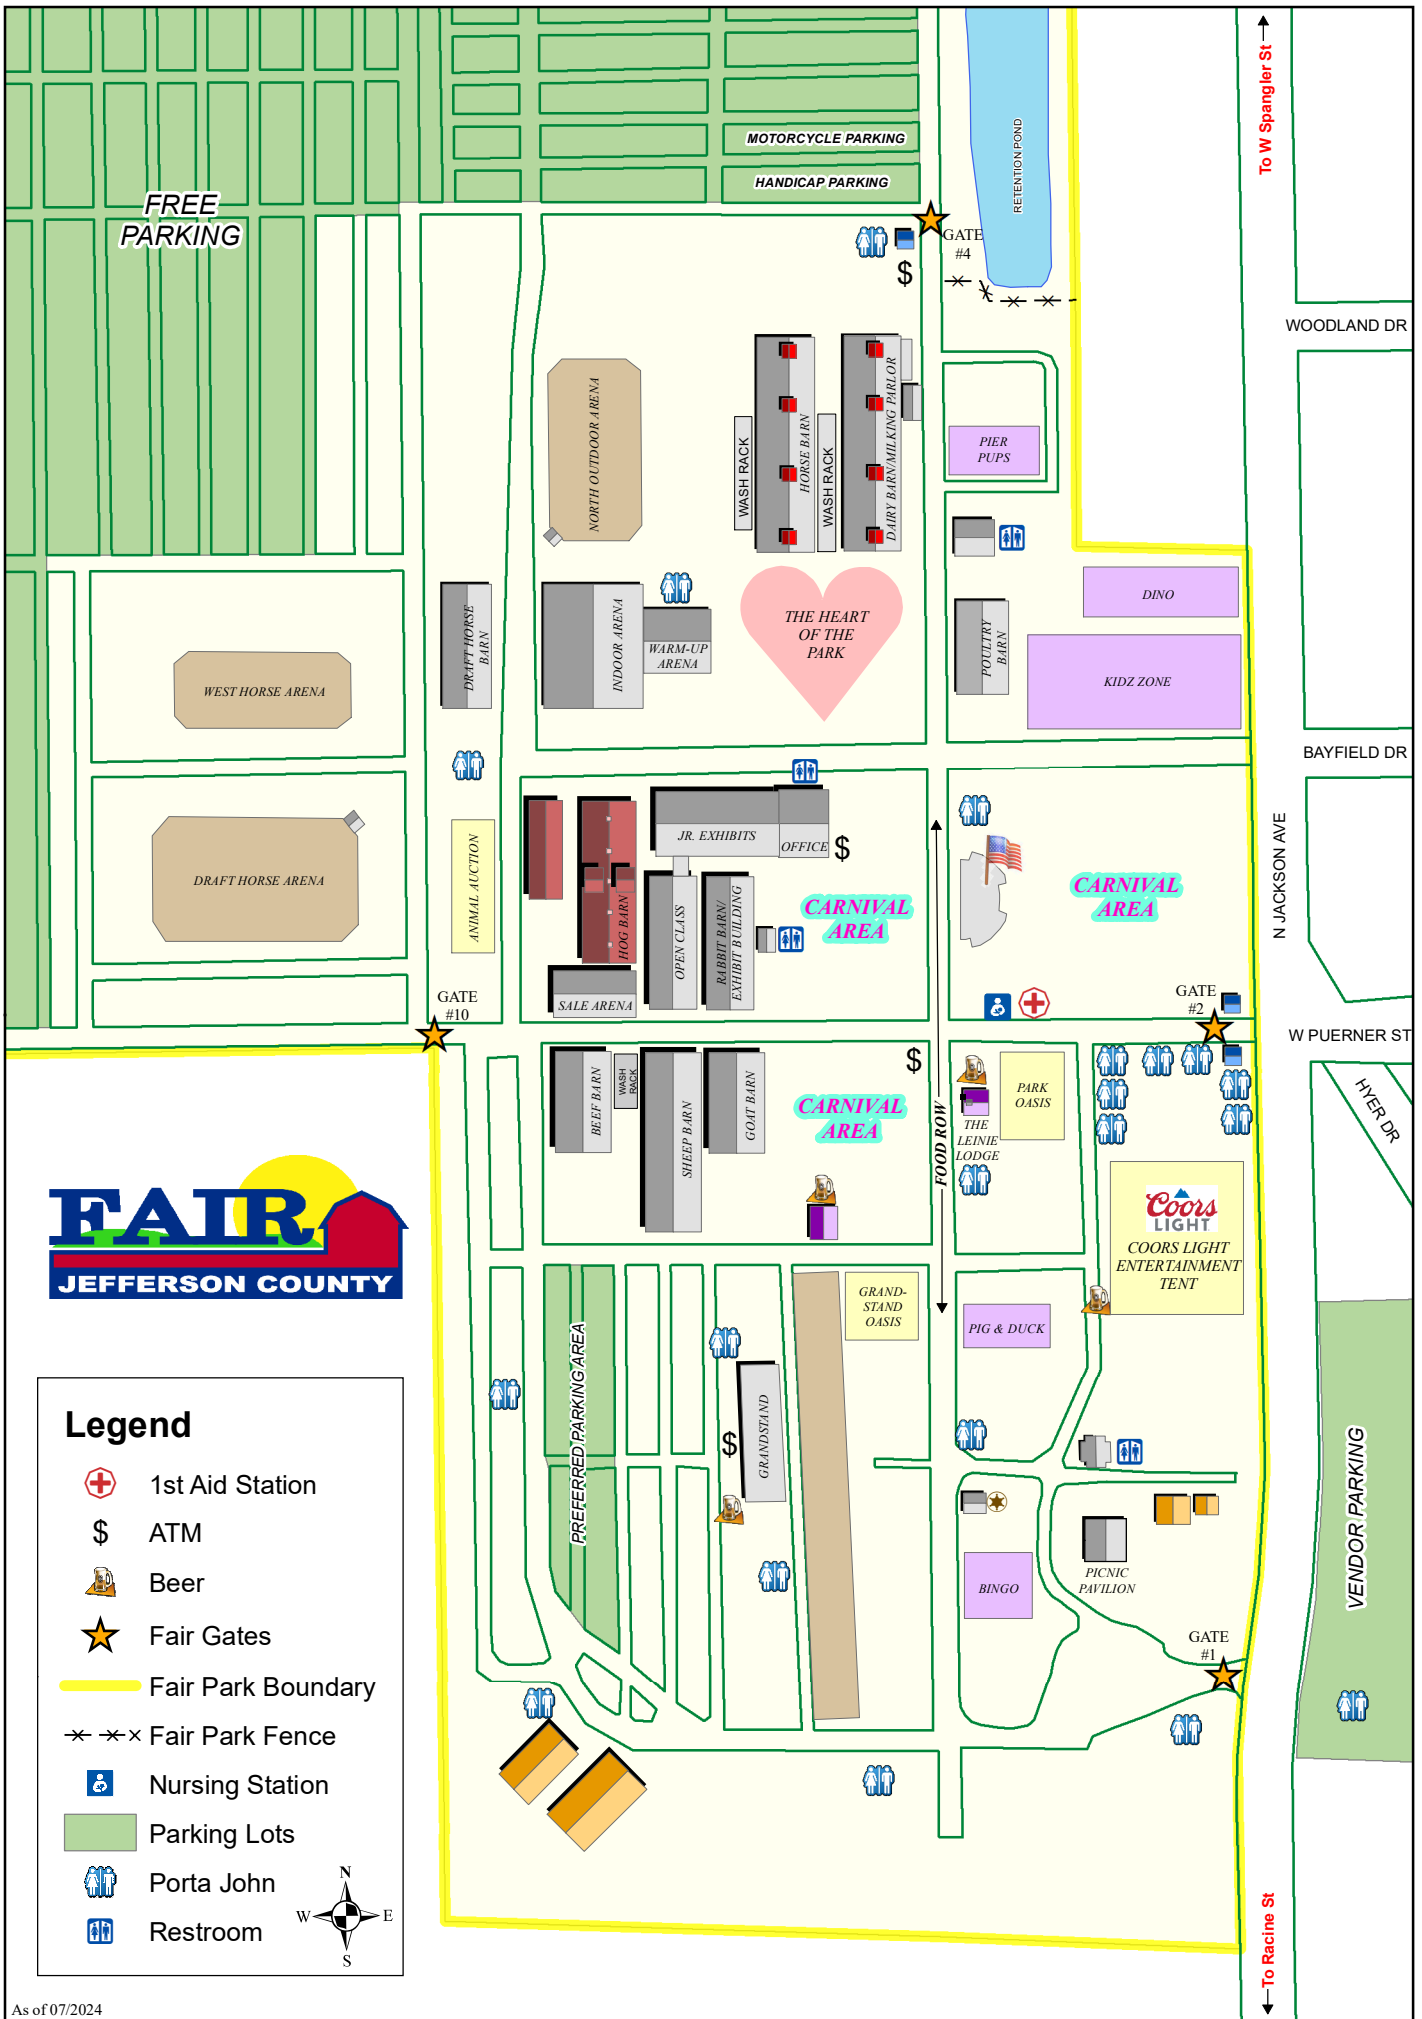 To W Spangler St
MOTORCYCLE PARKING
HANDICAP PARKING
RETENTION POND
FREE
PARKING
GATE
#4
$
WOODLAND DR
NORTH OUTDOOR ARENA
WASH RACK
HORSE BARN
WASH RACK
DAIRY BARN/MILKING PARLOR
PIER
PUPS
DINO
DRAFT HORSE
BARN
INDOOR ARENA
WARM-UP
ARENA
THE HEART
OF THE
PARK
POULTRY
BARN
KIDZ ZONE
WEST HORSE ARENA
BAYFIELD DR
JR. EXHIBITS
OFFICE
$
DRAFT HORSE ARENA
ANIMAL AUCTION
HOG BARN
OPEN CLASS
RABBIT BARN/
EXHIBIT BUILDING
CARNIVAL
AREA
CARNIVAL
AREA
N JACKSON AVE
SALE ARENA
GATE
#10
GATE
#2
W PUERNER ST
BEEF BARN
WASH
RACK
SHEEP BARN
GOAT BARN
$
CARNIVAL
AREA
FOOD ROW
THE
LEINIE
LODGE
PARK
OASIS
HYER DR
Coors
LIGHT
COORS LIGHT
ENTERTAINMENT
TENT
FAIR
JEFFERSON COUNTY
GRAND-
STAND
OASIS
PIG & DUCK
PREFERRED PARKING AREA
$
GRANDSTAND
VENDOR PARKING
BINGO
PICNIC
PAVILION
GATE
#1
Legend
1st Aid Station
$ ATM
Beer
Fair Gates
Fair Park Boundary
Fair Park Fence
Nursing Station
Parking Lots
Porta John
Restroom
N
W E
S
To Racine St
As of 07/2024